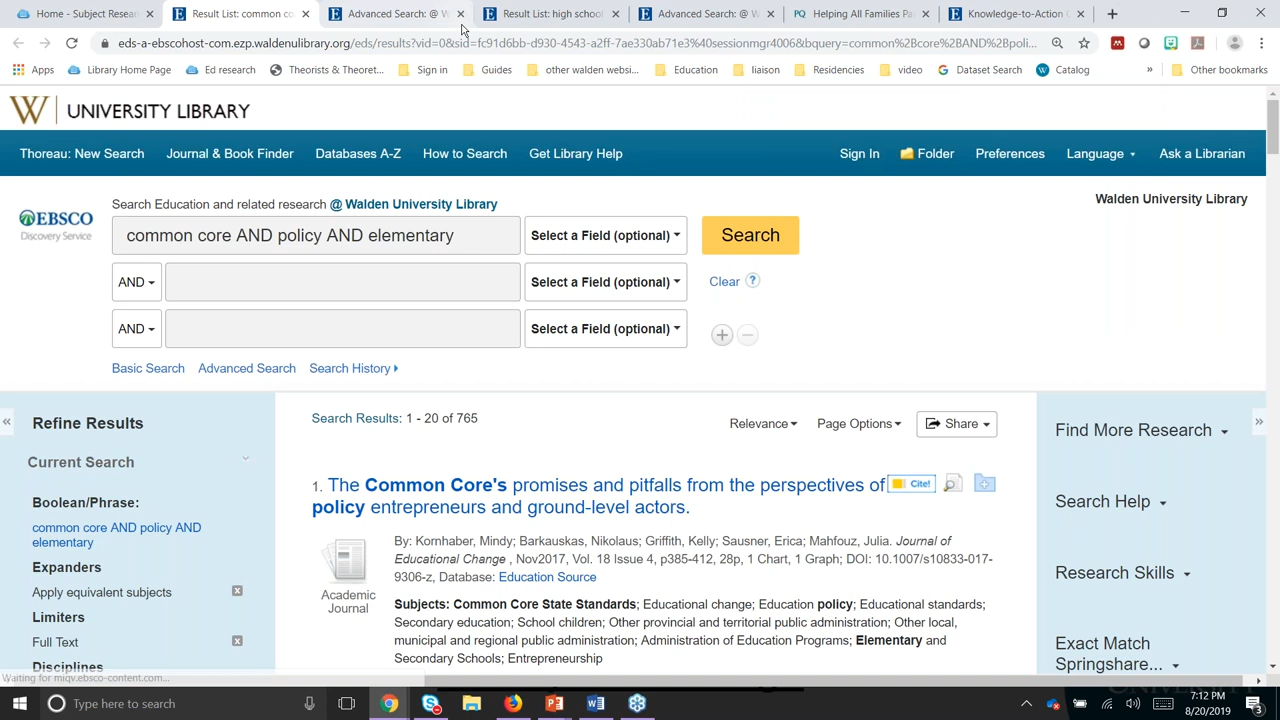 Home - Subject Researc
Result List: common co
Advanced Search: @ W
Result List: high school
Advanced Search: @ W
Helping All Families Pa
Knowledge-to-Action G
eds-a-ebscohost-com.ezp.waldenulibrary.org/eds/results?vid=0&sid=fc91d6bb-d930-4543-a2ff-7ae330ab71e3%40sessionmgr4006&bquery=common%2Bcore%2BAND%2Bpoli...
Apps
Library Home Page
Ed research
Theorists & Theoret...
Sign in
Guides
other walden websi...
Education
liaison
Residencies
video
Dataset Search
Catalog
»
Other bookmarks
W UNIVERSITY LIBRARY
Thoreau: New Search
Journal & Book Finder
Databases A-Z
How to Search
Get Library Help
Sign In
Folder
Preferences
Language
Ask a Librarian
Search Education and related research @ Walden University Library
Walden University Library
EBSCO
Discovery Service
common core AND policy AND elementary
Select a Field (optional)
Search
AND
Select a Field (optional)
Clear ?
AND
Select a Field (optional)
Basic Search
Advanced Search
Search History
Refine Results
Search Results: 1 - 20 of 765
Relevance
Page Options
Share
Find More Research
Current Search
Boolean/Phrase:
common core AND policy AND
elementary
Expanders
Apply equivalent subjects
Limiters
Full Text
Disciplines
1. The Common Core's promises and pitfalls from the perspectives of
policy entrepreneurs and ground-level actors.
Cite!
Academic
Journal
By: Kornhaber, Mindy; Barkauskas, Nikolaus; Griffith, Kelly; Sausner, Erica; Mahfouz, Julia. Journal of
Educational Change , Nov2017, Vol. 18 Issue 4, p385-412, 28p, 1 Chart, 1 Graph; DOI: 10.1007/s10833-017-
9306-z, Database: Education Source
Subjects: Common Core State Standards; Educational change; Education policy; Educational standards;
Secondary education; School children; Other provincial and territorial public administration; Other local,
municipal and regional public administration; Administration of Education Programs; Elementary and
Secondary Schools; Entrepreneurship
Search Help
Research Skills
Exact Match
Springshare...
Waiting for miqv.ebsco-content.com...
Type here to search
7:12 PM
8/20/2019
3